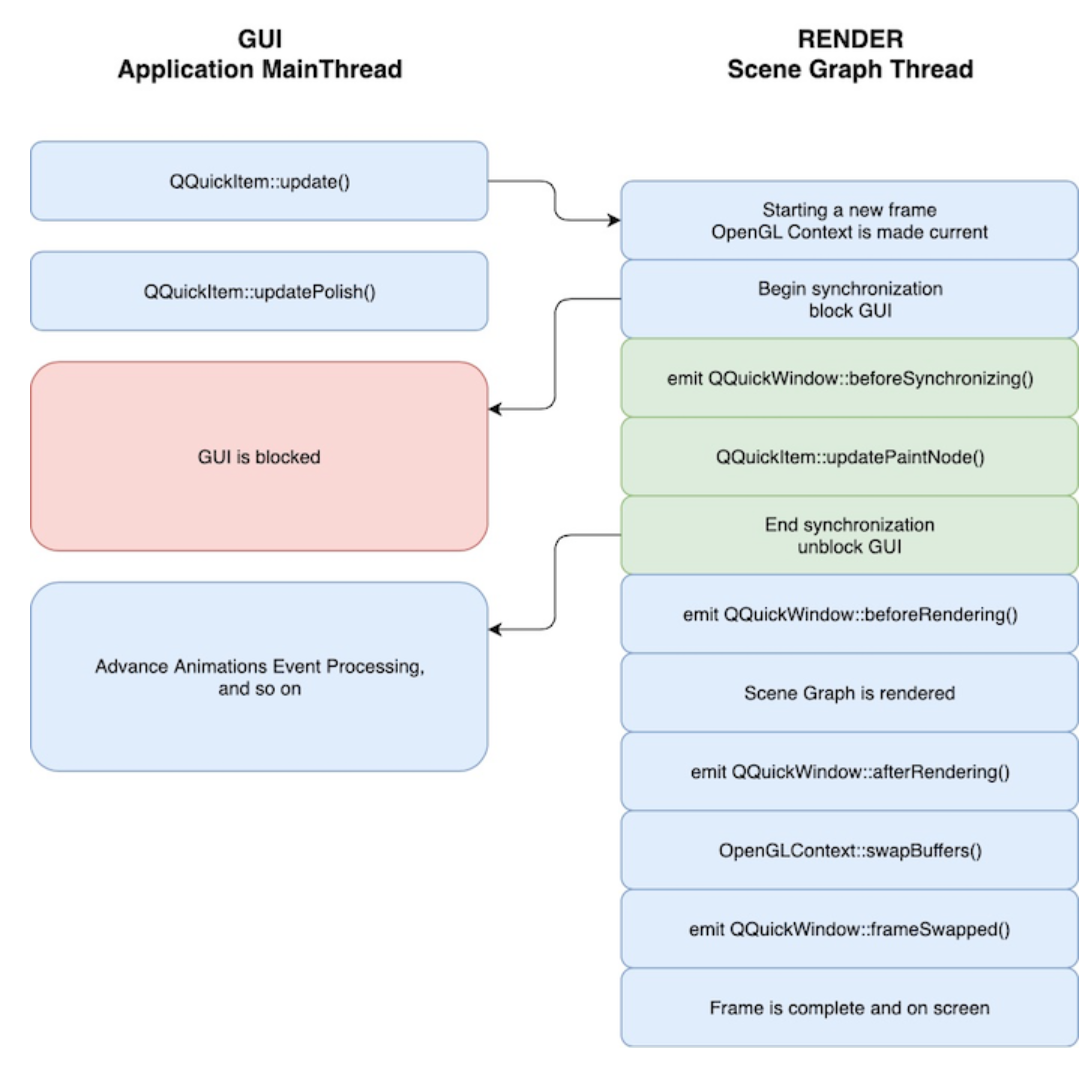 GUI
Application MainThread
QQuickItem::update()
QQuickItem::updatePolish()
GUI is blocked
Advance Animations Event Processing,
and so on
RENDER
Scene Graph Thread
Starting a new frame
OpenGL Context is made current
Begin synchronization
block GUI
emit QQuickWindow::beforeSynchronizing()
QQuickItem::updatePaintNode()
End synchronization
unblock GUI
emit QQuickWindow::beforeRendering()
Scene Graph is rendered
emit QQuickWindow::afterRendering()
OpenGLContext::swapBuffers()
emit QQuickWindow::frameSwapped()
Frame is complete and on screen